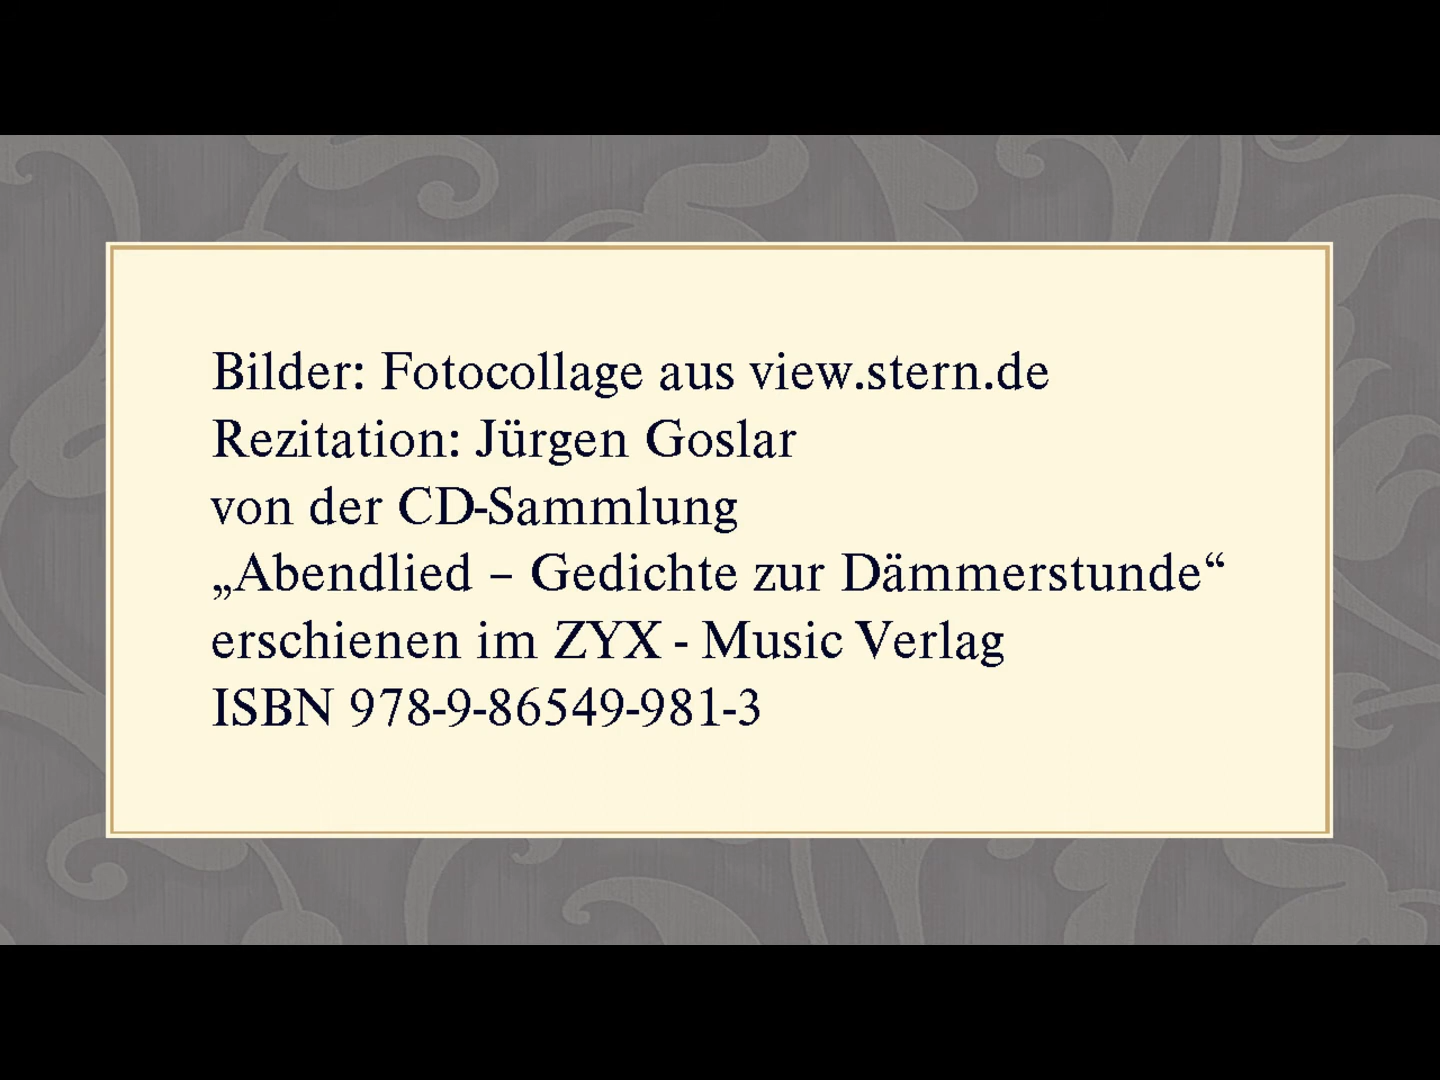 Bilder: Fotocollage aus view.stern.de
Rezitation: Jürgen Goslar
von der CD-Sammlung
„Abendlied – Gedichte zur Dämmerstunde“
erschienen im ZYX - Music Verlag
ISBN 978-9-86549-981-3